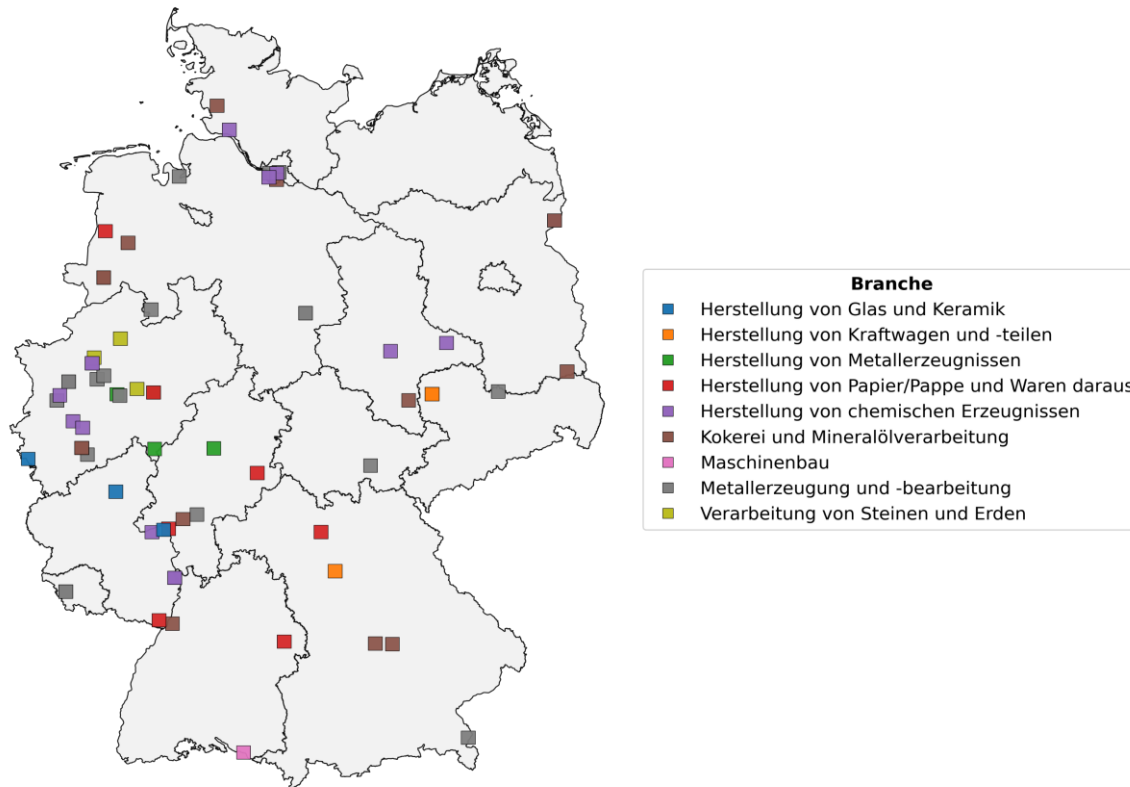 Branche
Herstellung von Glas und Keramik
Herstellung von Kraftwagen und -teilen
Herstellung von Metallerzeugnissen
Herstellung von Papier/Pappe und Waren daraus
Herstellung von chemischen Erzeugnissen
Kokerei und Mineralölverarbeitung
Maschinenbau
Metallerzeugung und -bearbeitung
Verarbeitung von Steinen und Erden